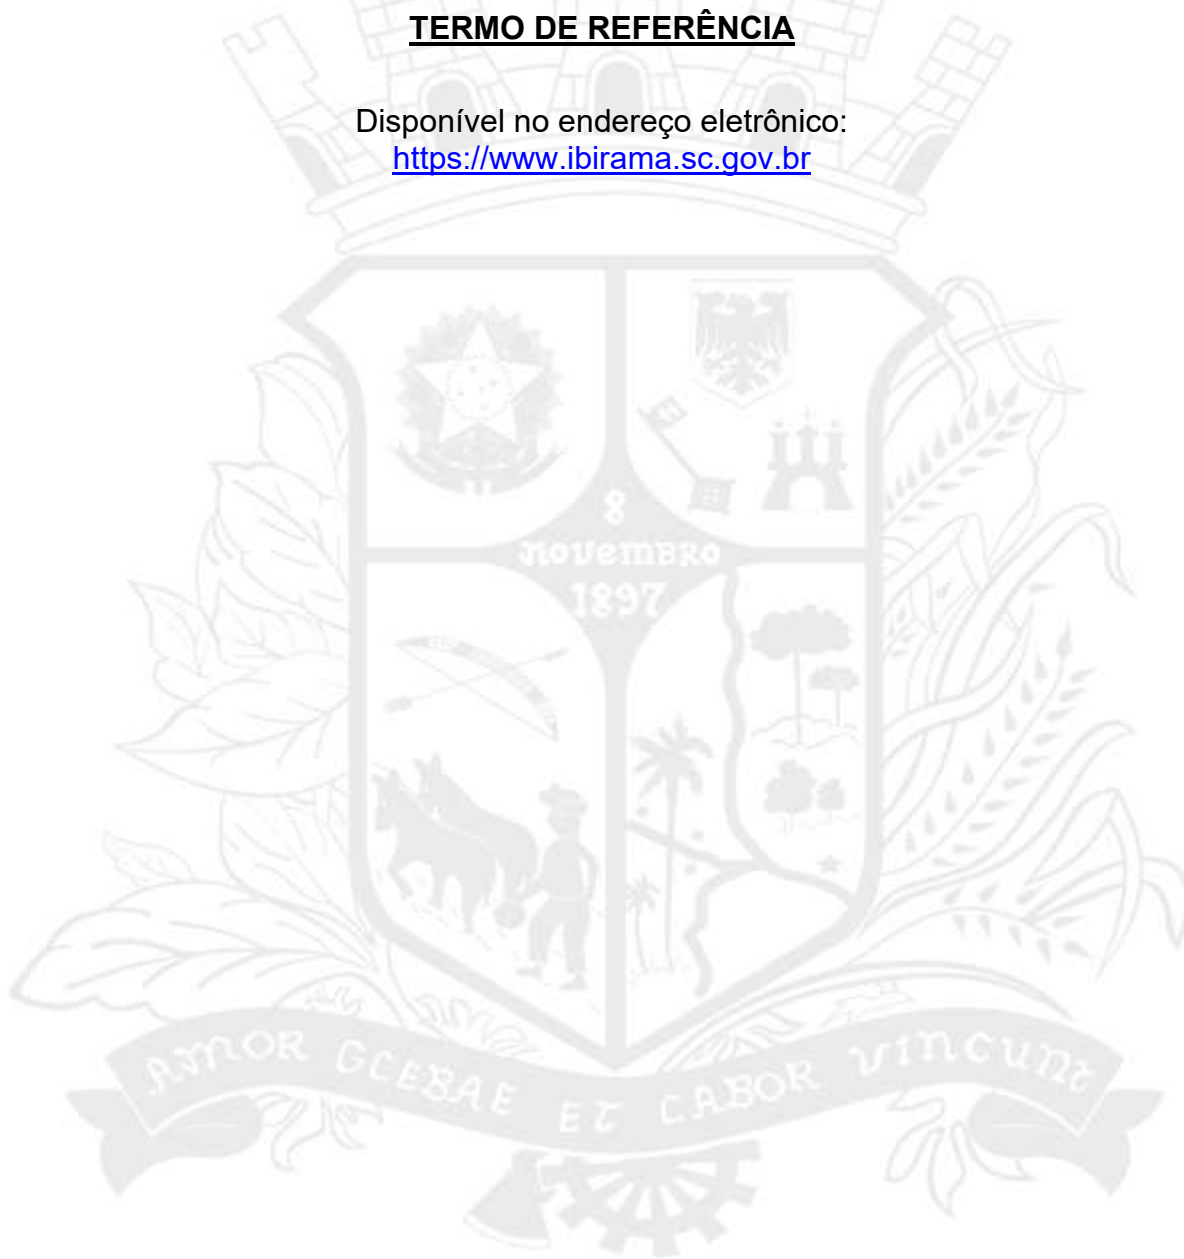 TERMO DE REFERÊNCIA
Disponível no endereço eletrônico:
https://www.ibirama.sc.gov.br
8
NOVEMBRO
1897
AMOR GLEBAE ET LABOR VINCUNT